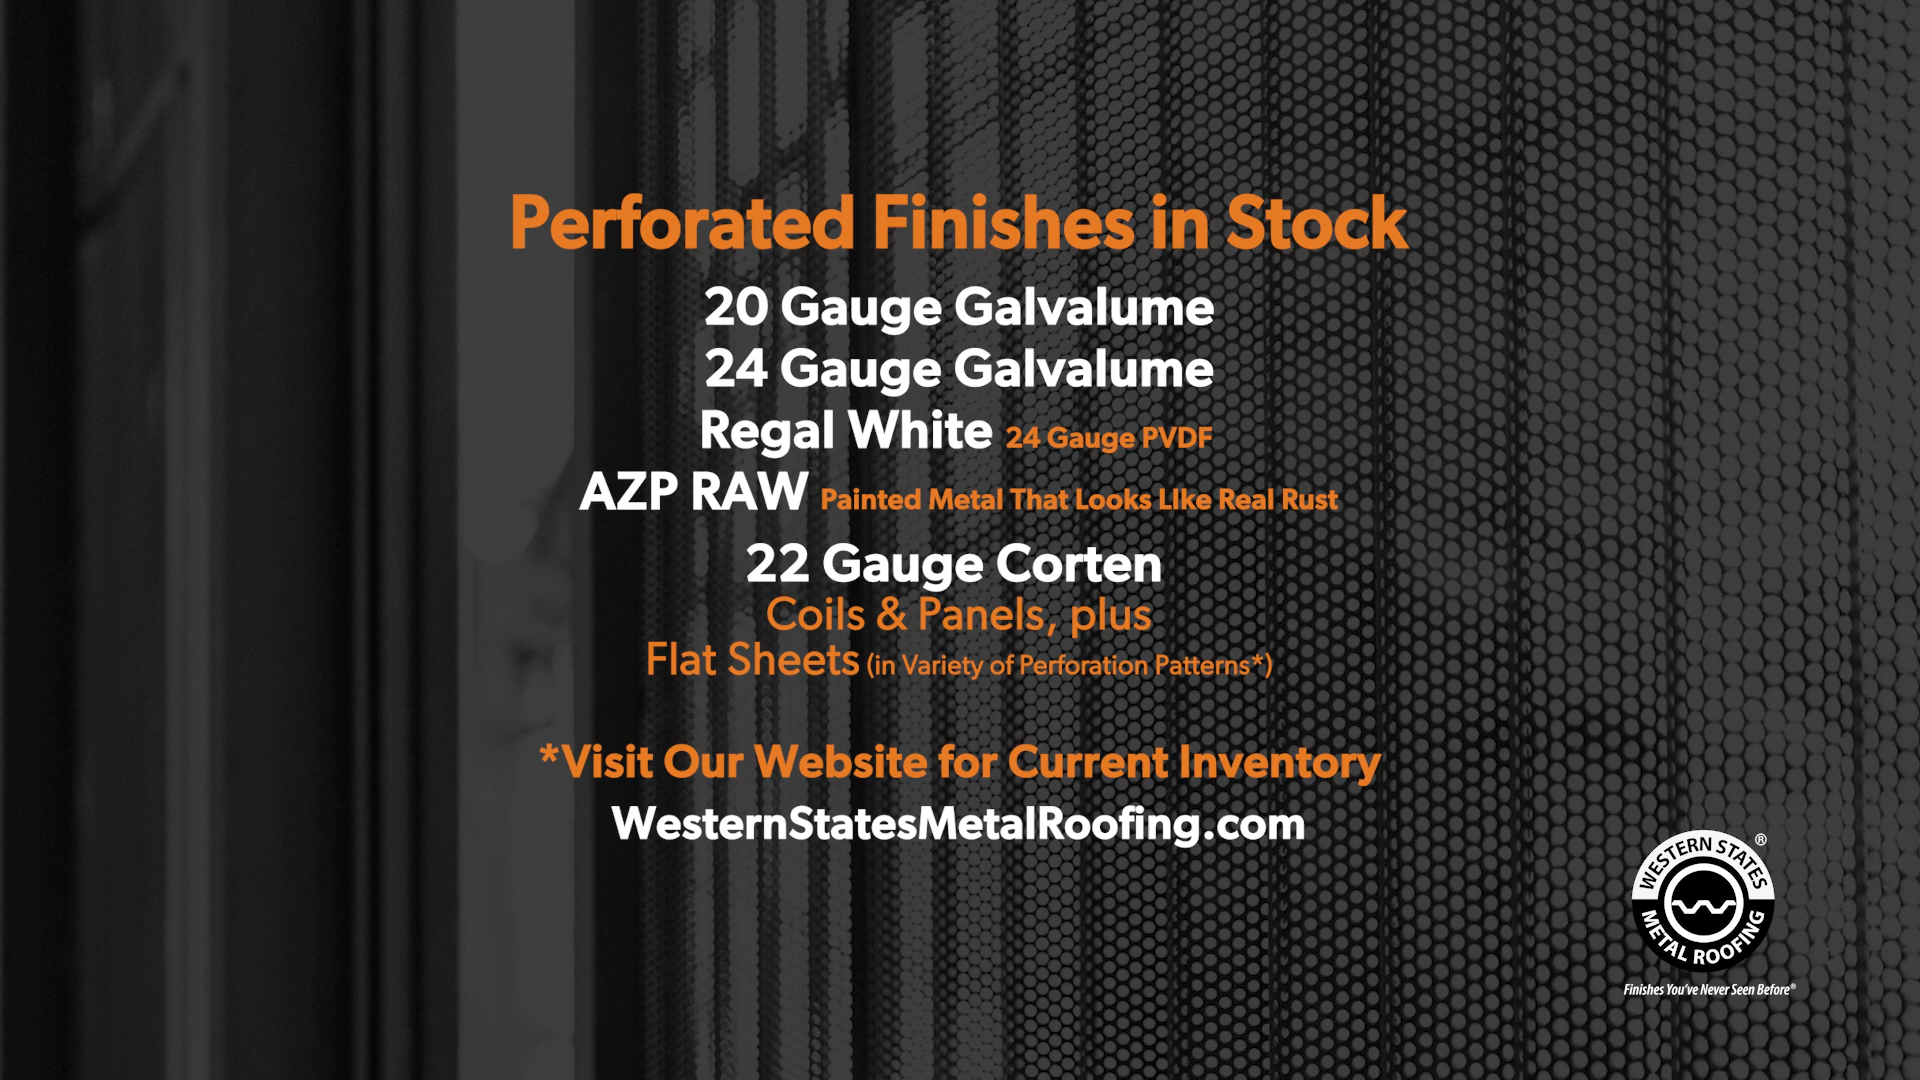 Perforated Finishes in Stock
20 Gauge Galvalume
24 Gauge Galvalume
Regal White 24 Gauge PVDF
AZP RAW Painted Metal That Looks LIke Real Rust
22 Gauge Corten
Coils & Panels, plus
Flat Sheets (in Variety of Perforation Patterns*)
*Visit Our Website for Current Inventory
WesternStatesMetalRoofing.com
WESTERN STATES ®
METAL ROOFING
Finishes You've Never Seen Before®